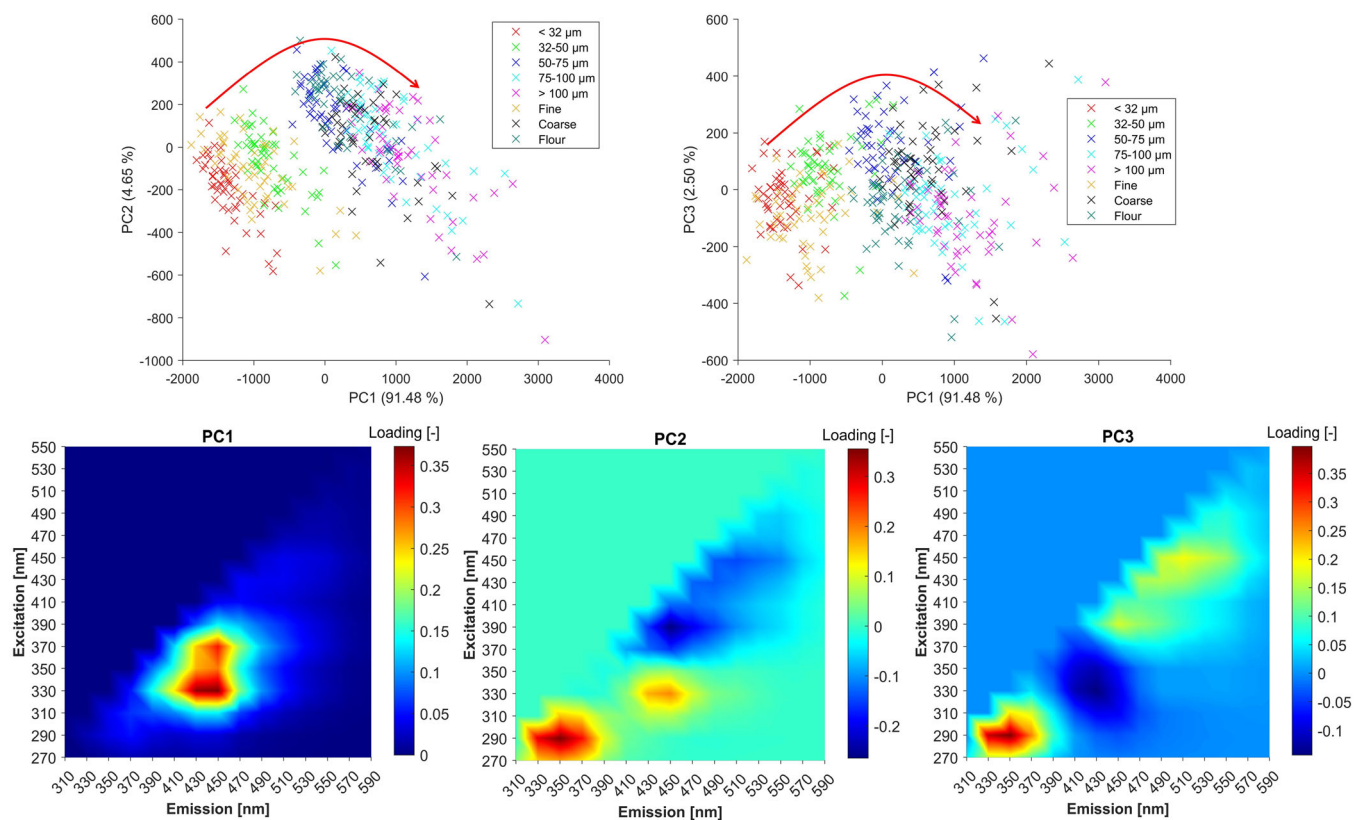 600
400
200
0
-200
-400
-600
-800
-1000
-2000 -1000 0 1000 2000 3000 4000
PC2 (4.65 %)
PC1 (91.48 %)
< 32 µm
32-50 µm
50-75 µm
75-100 µm
> 100 µm
Fine
Coarse
Flour
600
400
200
0
-200
-400
-600
-2000 -1000 0 1000 2000 3000 4000
PC3 (2.50 %)
PC1 (91.48 %)
< 32 µm
32-50 µm
50-75 µm
75-100 µm
> 100 µm
Fine
Coarse
Flour
PC1
Loading [-]
550
530
510
490
470
450
430
410
390
370
350
330
310
290
270
Excitation [nm]
310 330 350 370 390 410 430 450 470 490 510 530 550 570 590
Emission [nm]
0.35
0.3
0.25
0.2
0.15
0.1
0.05
0
PC2
Loading [-]
550
530
510
490
470
450
430
410
390
370
350
330
310
290
270
Excitation [nm]
310 330 350 370 390 410 430 450 470 490 510 530 550 570 590
Emission [nm]
0.3
0.2
0.1
0
-0.1
-0.2
PC3
Loading [-]
550
530
510
490
470
450
430
410
390
370
350
330
310
290
270
Excitation [nm]
310 330 350 370 390 410 430 450 470 490 510 530 550 570 590
Emission [nm]
0.35
0.3
0.25
0.2
0.15
0.1
0.05
0
-0.05
-0.1